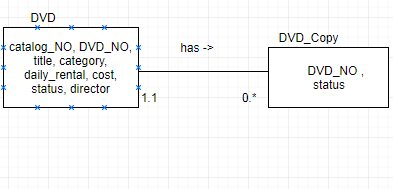 DVD
catalog_NO, DVD_NO,
title, category,
daily_rental, cost,
status, director
has ->
1.1
0.*
DVD_Copy
DVD_NO ,
status